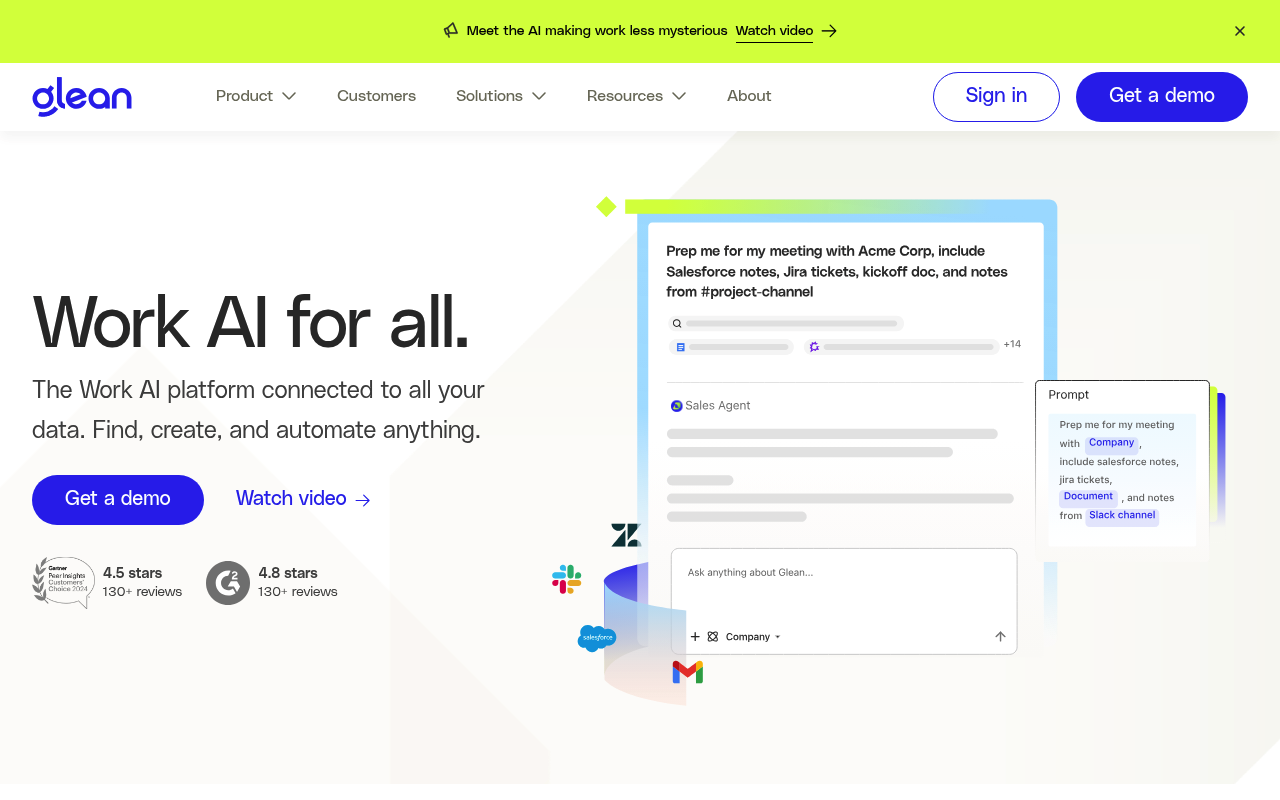 Meet the AI making work less mysterious Watch video
glean
Product
Customers
Solutions
Resources
About
Sign in
Get a demo
Work AI for all.
The Work AI platform connected to all your
data. Find, create, and automate anything.
Get a demo
Watch video
Gartner
Peer Insights
Customers'
Choice 2024
4.5 stars
130+ reviews
G2
4.8 stars
130+ reviews
Prep me for my meeting with Acme Corp, include
Salesforce notes, Jira tickets, kickoff doc, and notes
from #project-channel
+14
Sales Agent
Prompt
Prep me for my meeting
with Company,
include salesforce notes,
jira tickets,
Document, and notes
from Slack channel
salesforce
Ask anything about Glean...
Company